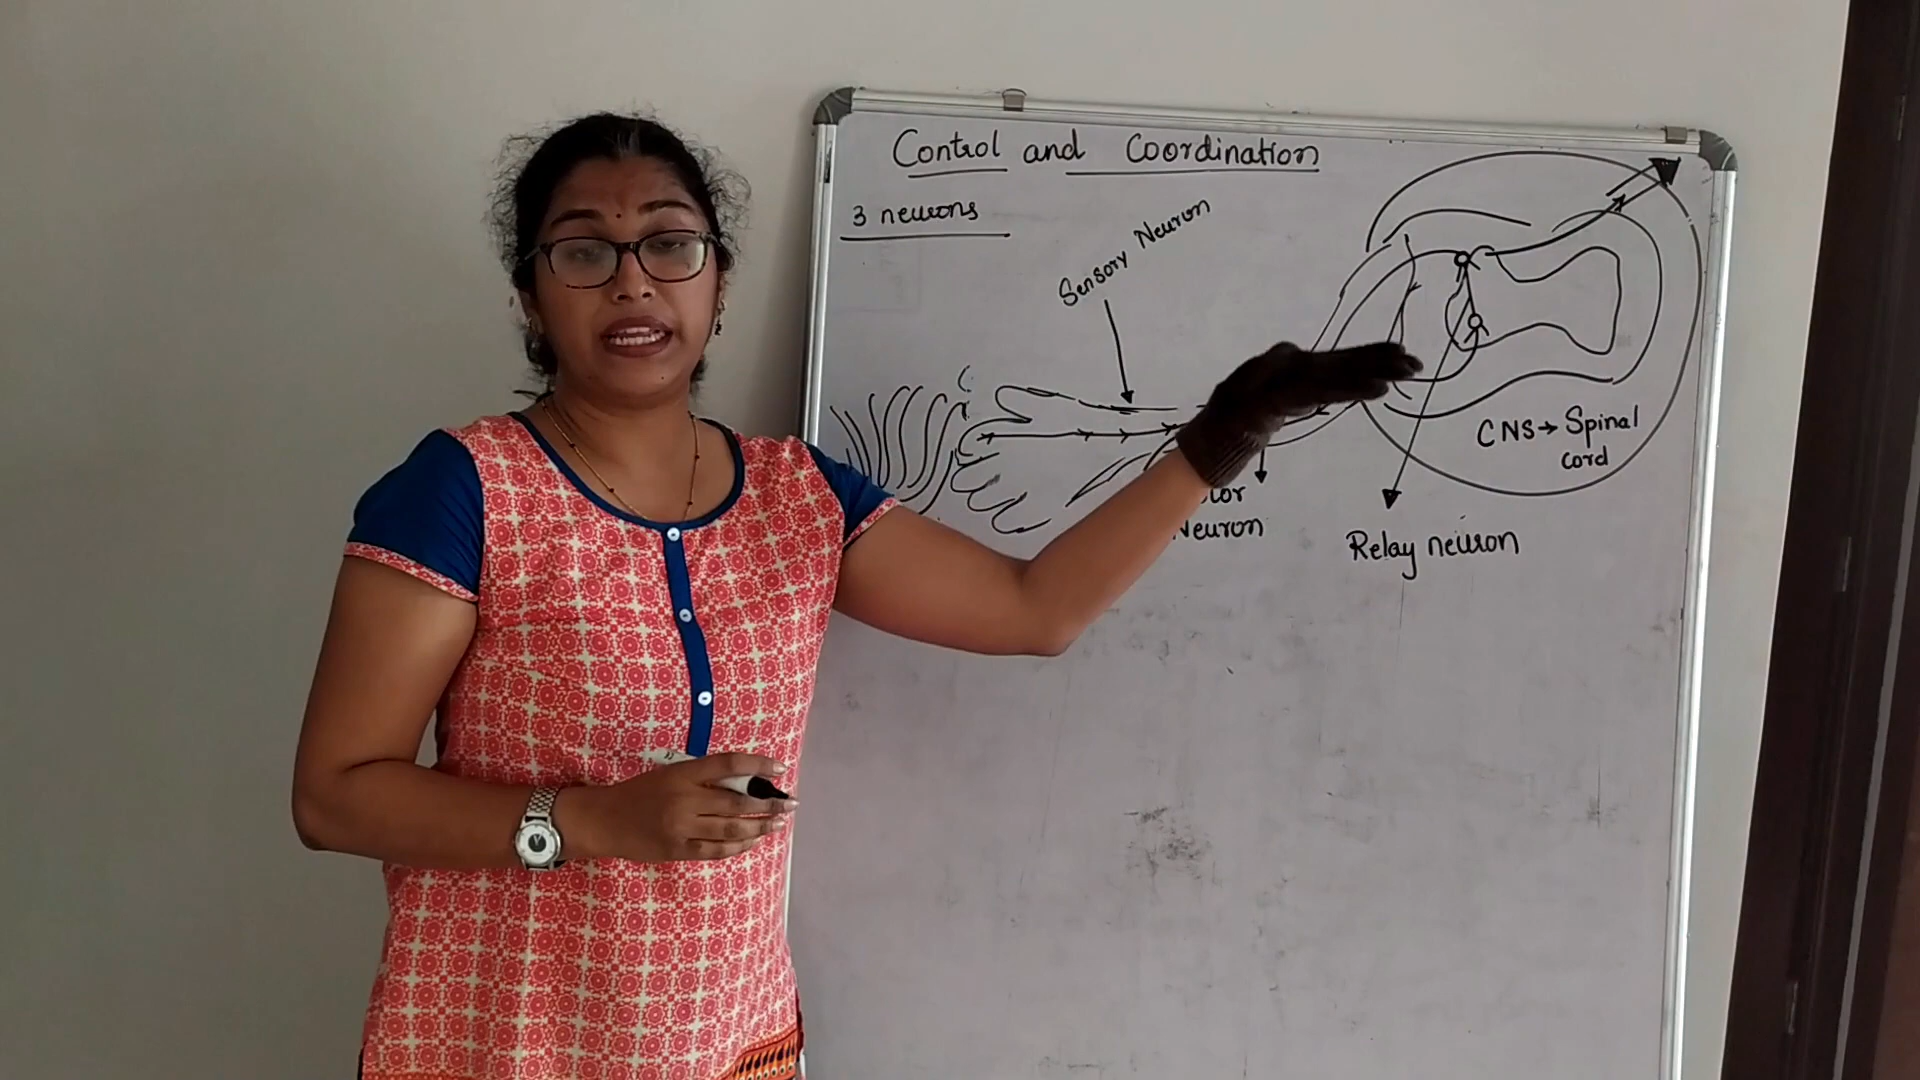 Control and Coordination
3 neurons
Sensory Neuron
CNS→ Spinal
cord
Neuron
Relay neuron